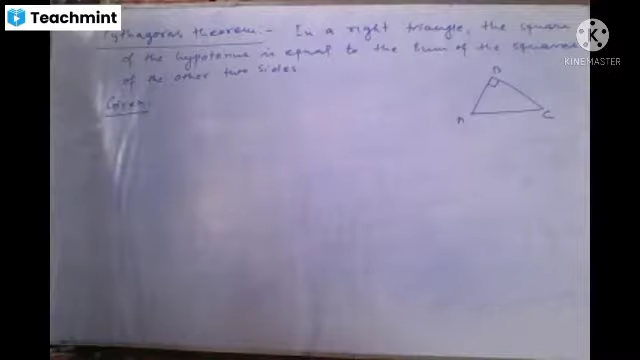 Teachmint
K
KINEMASTER
Pythagoras theorem:- In a right triangle, the square
of the hypotenuse is equal to the sum of the squares
of the other two sides.
Given:
B
A
C